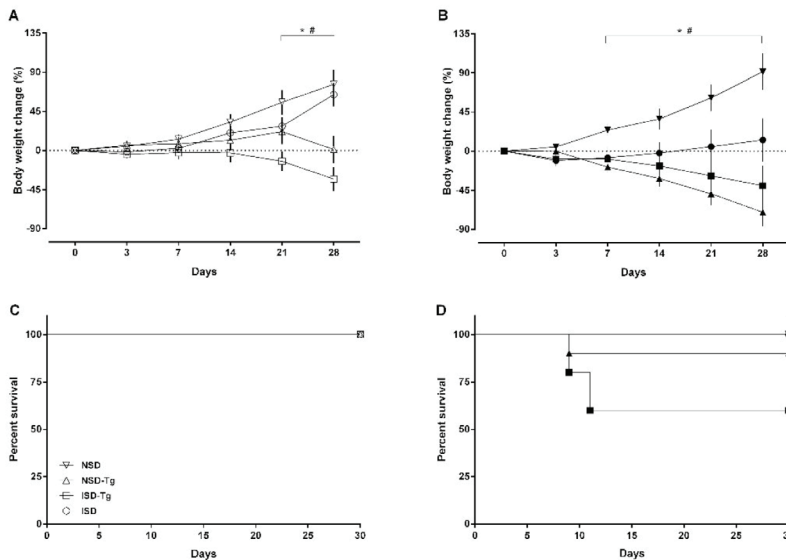 A
* #
135
90
45
0
-45
-90
Body weight change (%)
0 3 7 14 21 28
Days
B
* #
135
90
45
0
-45
-90
Body weight change (%)
0 3 7 14 21 28
Days
C
100
75
50
25
0
Percent survival
NSD
NSD-Tg
ISD-Tg
ISD
0 5 10 15 20 25 30
Days
D
100
75
50
25
0
Percent survival
0 5 10 15 20 25
Days